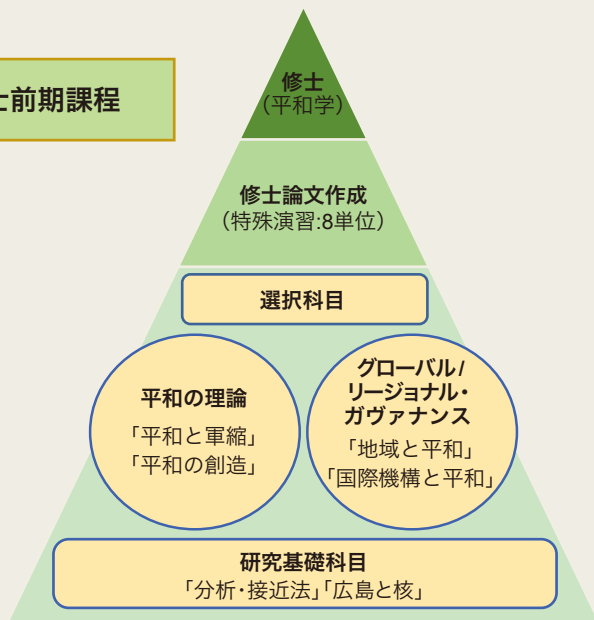 士前期課程
修士
（平和学）
修士論文作成
（特殊演習:8単位）
選択科目
平和の理論
「平和と軍縮」
「平和の創造」
グローバル/
リージョナル・
ガヴァナンス
「地域と平和」
「国際機構と平和」
研究基礎科目
「分析・接近法」「広島と核」